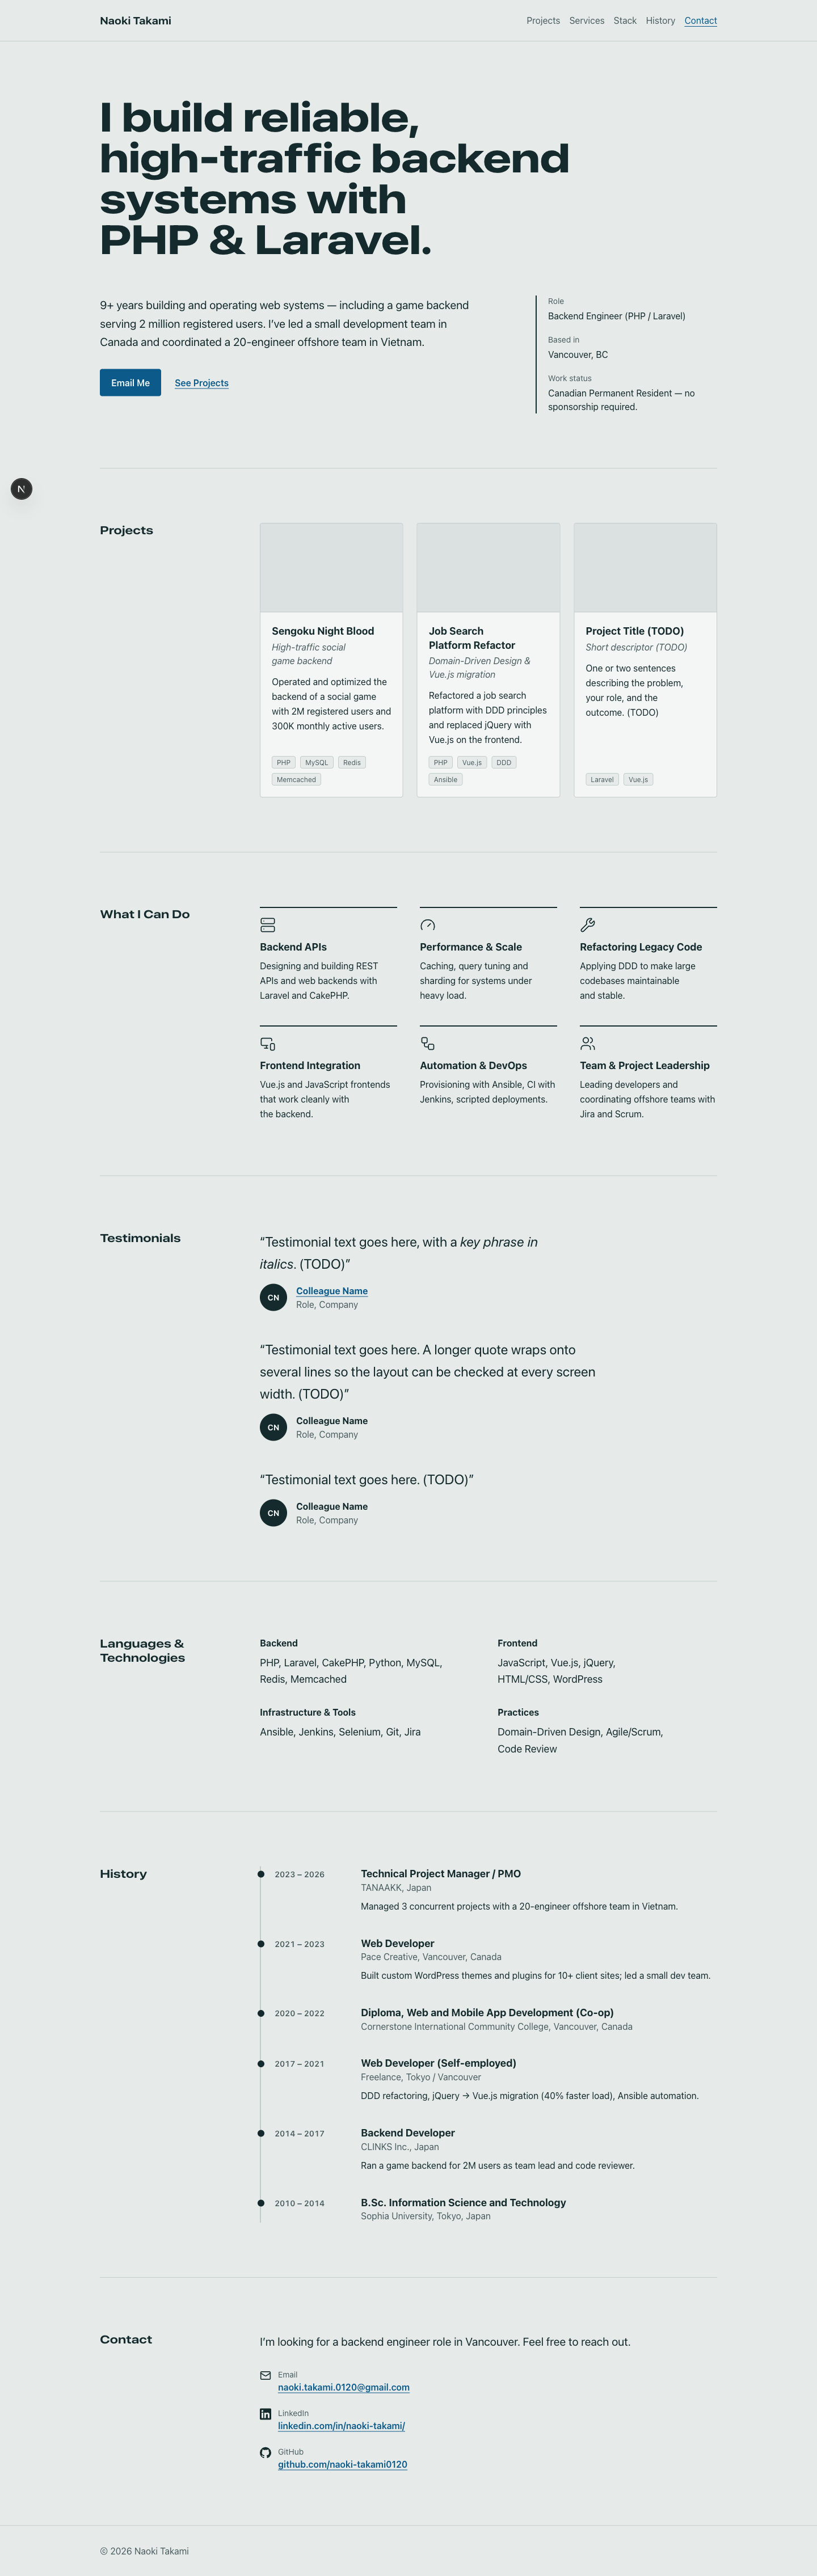 Naoki Takami
Projects Services Stack History Contact
I build reliable,
high-traffic backend
systems with
PHP & Laravel.
9+ years building and operating web systems — including a game backend
serving 2 million registered users. I’ve led a small development team in
Canada and coordinated a 20-engineer offshore team in Vietnam.
Email Me
See Projects
Role
Backend Engineer (PHP / Laravel)
Based in
Vancouver, BC
Work status
Canadian Permanent Resident — no
sponsorship required.
N
Projects
Sengoku Night Blood
High-traffic social
game backend
Operated and optimized the
backend of a social game
with 2M registered users and
300K monthly active users.
PHP MySQL Redis
Memcached
Job Search
Platform Refactor
Domain-Driven Design &
Vue.js migration
Refactored a job search
platform with DDD principles
and replaced jQuery with
Vue.js on the frontend.
PHP Vue.js DDD
Ansible
Project Title (TODO)
Short descriptor (TODO)
One or two sentences
describing the problem,
your role, and the
outcome. (TODO)
Laravel Vue.js
What I Can Do
Backend APIs
Designing and building REST
APIs and web backends with
Laravel and CakePHP.
Performance & Scale
Caching, query tuning and
sharding for systems under
heavy load.
Refactoring Legacy Code
Applying DDD to make large
codebases maintainable
and stable.
Frontend Integration
Vue.js and JavaScript frontends
that work cleanly with
the backend.
Automation & DevOps
Provisioning with Ansible, CI with
Jenkins, scripted deployments.
Team & Project Leadership
Leading developers and
coordinating offshore teams with
Jira and Scrum.
Testimonials
“Testimonial text goes here, with a key phrase in
italics. (TODO)”
CN
Colleague Name
Role, Company
“Testimonial text goes here. A longer quote wraps onto
several lines so the layout can be checked at every screen
width. (TODO)”
CN
Colleague Name
Role, Company
“Testimonial text goes here. (TODO)”
CN
Colleague Name
Role, Company
Languages &
Technologies
Backend
PHP, Laravel, CakePHP, Python, MySQL,
Redis, Memcached
Frontend
JavaScript, Vue.js, jQuery,
HTML/CSS, WordPress
Infrastructure & Tools
Ansible, Jenkins, Selenium, Git, Jira
Practices
Domain-Driven Design, Agile/Scrum,
Code Review
History
2023 – 2026
Technical Project Manager / PMO
TANAAKK, Japan
Managed 3 concurrent projects with a 20-engineer offshore team in Vietnam.
2021 – 2023
Web Developer
Pace Creative, Vancouver, Canada
Built custom WordPress themes and plugins for 10+ client sites; led a small dev team.
2020 – 2022
Diploma, Web and Mobile App Development (Co-op)
Cornerstone International Community College, Vancouver, Canada
2017 – 2021
Web Developer (Self-employed)
Freelance, Tokyo / Vancouver
DDD refactoring, jQuery → Vue.js migration (40% faster load), Ansible automation.
2014 – 2017
Backend Developer
CLINKS Inc., Japan
Ran a game backend for 2M users as team lead and code reviewer.
2010 – 2014
B.Sc. Information Science and Technology
Sophia University, Tokyo, Japan
Contact
I’m looking for a backend engineer role in Vancouver. Feel free to reach out.
Email
naoki.takami.0120@gmail.com
LinkedIn
linkedin.com/in/naoki-takami/
GitHub
github.com/naoki-takami0120
© 2026 Naoki Takami